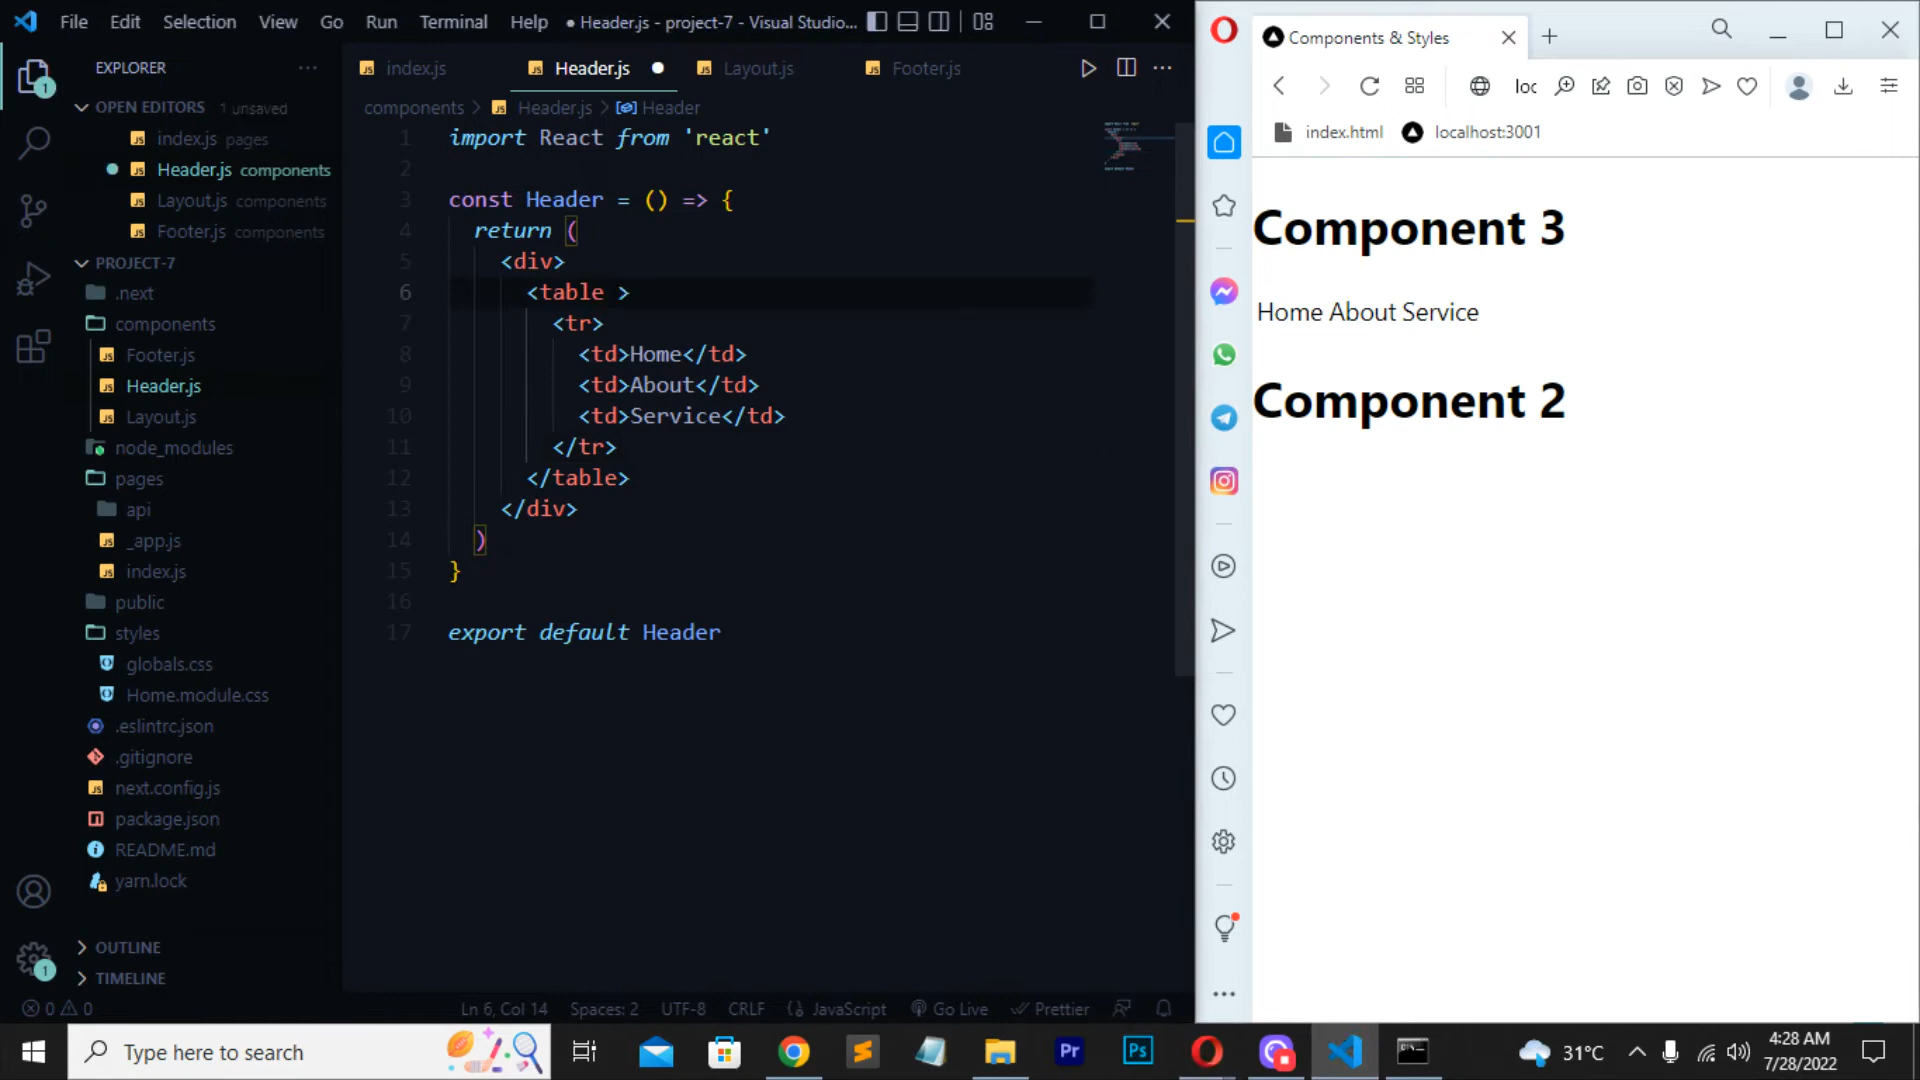 File Edit Selection View Go Run Terminal Help ● Header.js - project-7 - Visual Studio...
EXPLORER
OPEN EDITORS 1 unsaved
index.js pages
Header.js components
Layout.js components
Footer.js components
PROJECT-7
.next
components
Footer.js
Header.js
Layout.js
node_modules
pages
api
_app.js
index.js
public
styles
globals.css
Home.module.css
.eslintrc.json
.gitignore
next.config.js
package.json
README.md
yarn.lock
OUTLINE
TIMELINE
1
1
index.js Header.js Layout.js Footer.js
components > Header.js > Header
1 import React from 'react'
2
3 const Header = () => {
4 return (
5 <div>
6 <table >
7 <tr>
8 <td>Home</td>
9 <td>About</td>
10 <td>Service</td>
11 </tr>
12 </table>
13 </div>
14 )
15 }
16
17 export default Header
0 0 Ln 6, Col 14 Spaces: 2 UTF-8 CRLF {} JavaScript Go Live Prettier
Components & Styles
loc
index.html localhost:3001
Component 3
Home About Service
Component 2
Type here to search
Pr
Ps
31°C
4:28 AM
7/28/2022